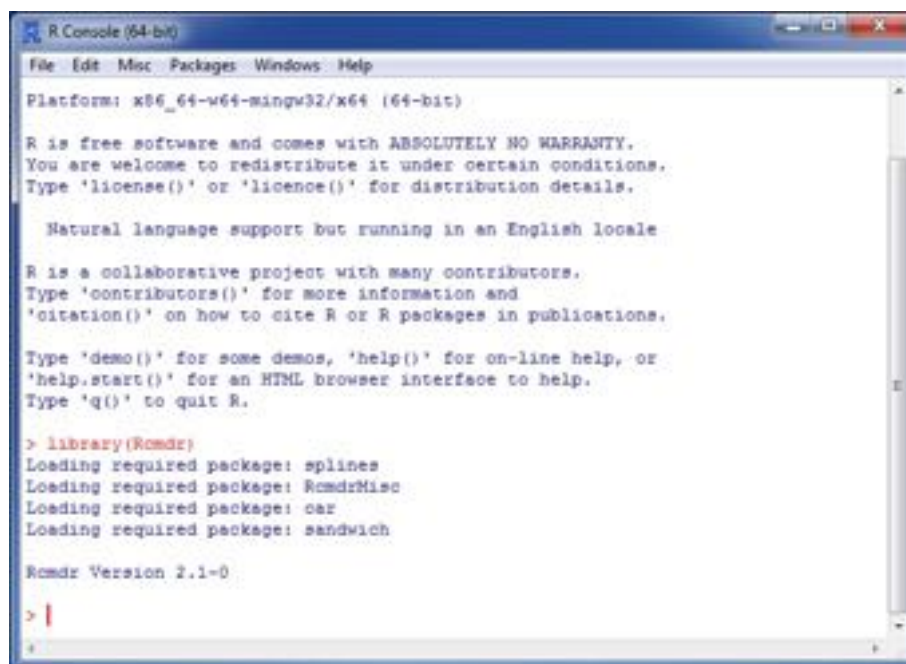 R Console (64-bit)
File Edit Misc Packages Windows Help
Platform: x86_64-w64-mingw32/x64 (64-bit)
R is free software and comes with ABSOLUTELY NO WARRANTY.
You are welcome to redistribute it under certain conditions.
Type 'license()' or 'licence()' for distribution details.
Natural language support but running in an English locale
R is a collaborative project with many contributors.
Type 'contributors()' for more information and
'citation()' on how to cite R or R packages in publications.
Type 'demo()' for some demos, 'help()' for on-line help, or
'help.start()' for an HTML browser interface to help.
Type 'q()' to quit R.
> library(Rcmdr)
Loading required package: splines
Loading required package: RcmdrMisc
Loading required package: car
Loading required package: sandwich
Rcmdr Version 2.1-0
>